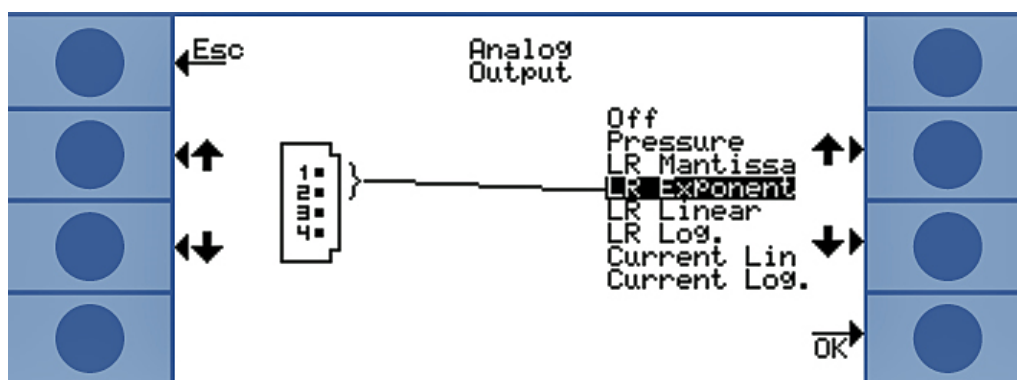 Esc
Analog
Output
Off
Pressure
LR Mantissa
LR Exponent
LR Linear
LR Log.
Current Lin
Current Log.
1
2
3
4
OK